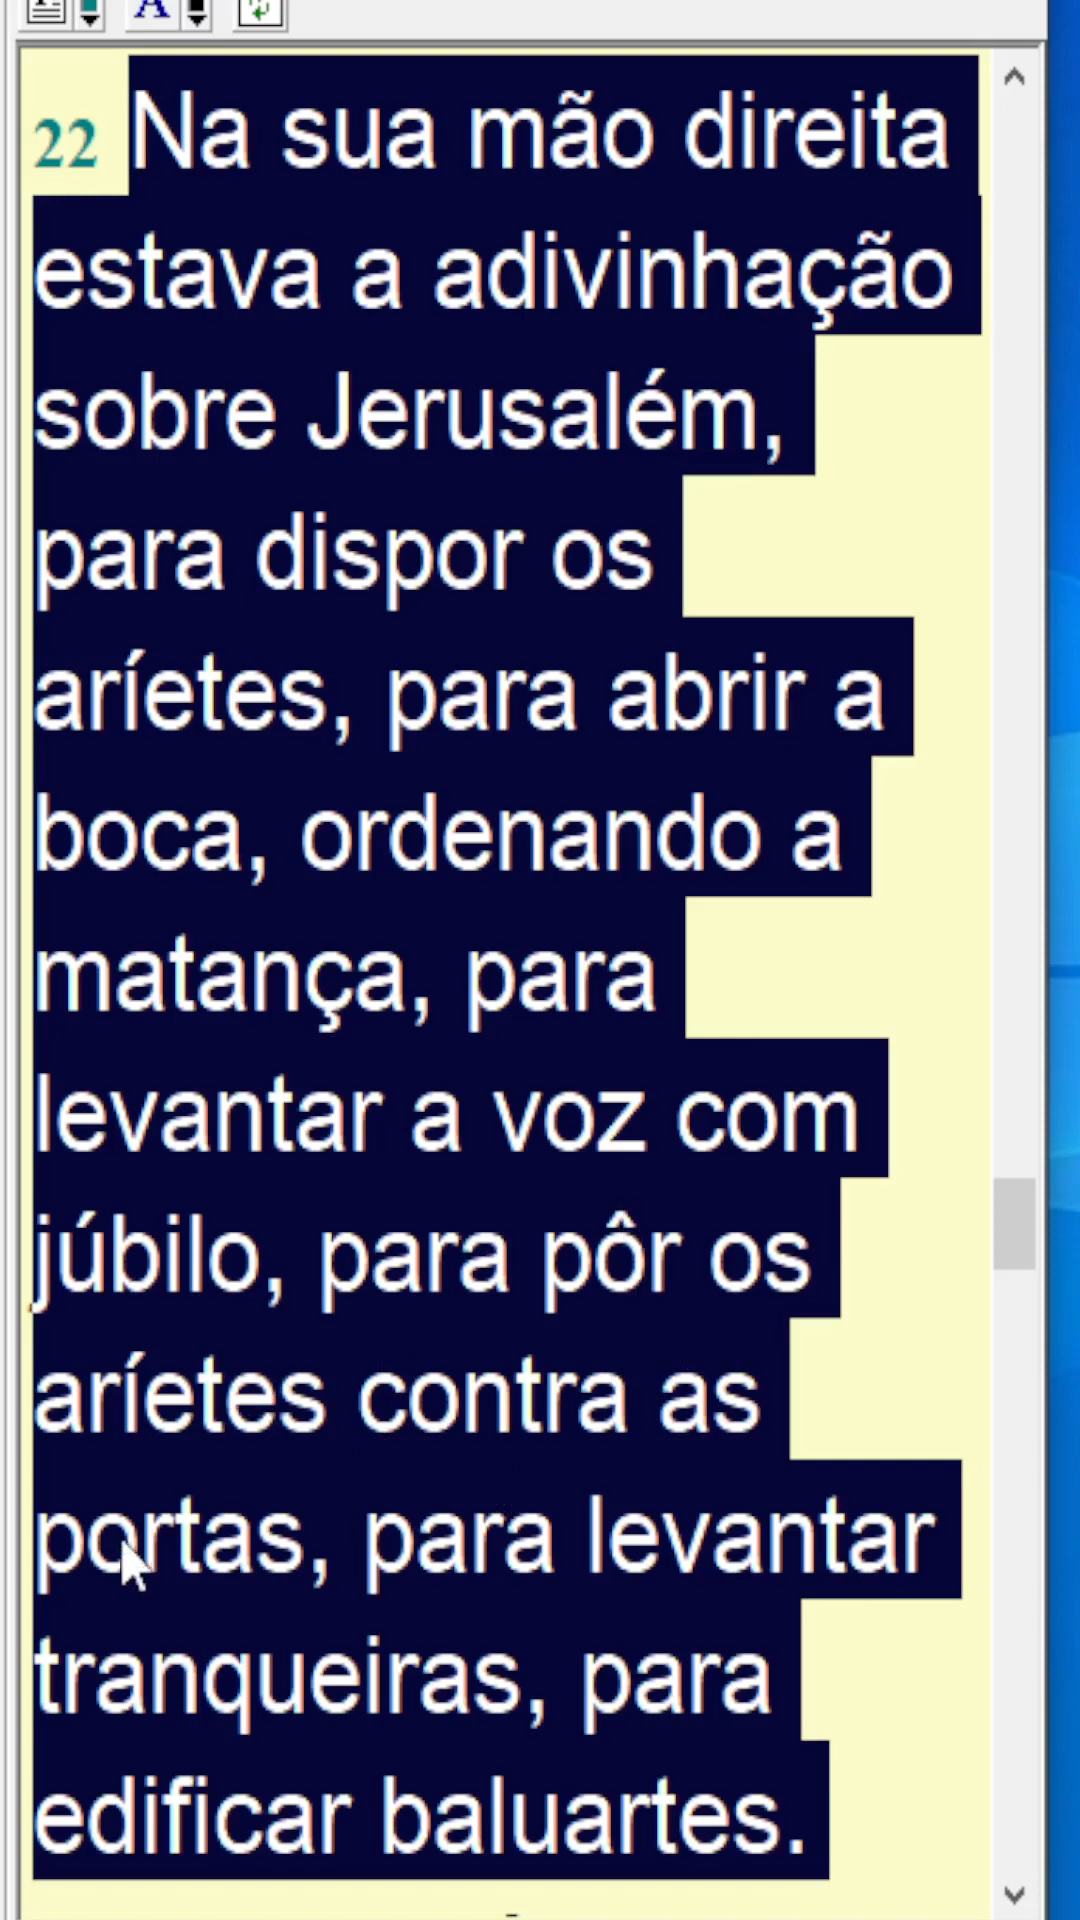 22 Na sua mão direita
estava a adivinhação
sobre Jerusalém,
para dispor os
aríetes, para abrir a
boca, ordenando a
matança, para
levantar a voz com
júbilo, para pôr os
aríetes contra as
portas, para levantar
tranqueiras, para
edificar baluartes.